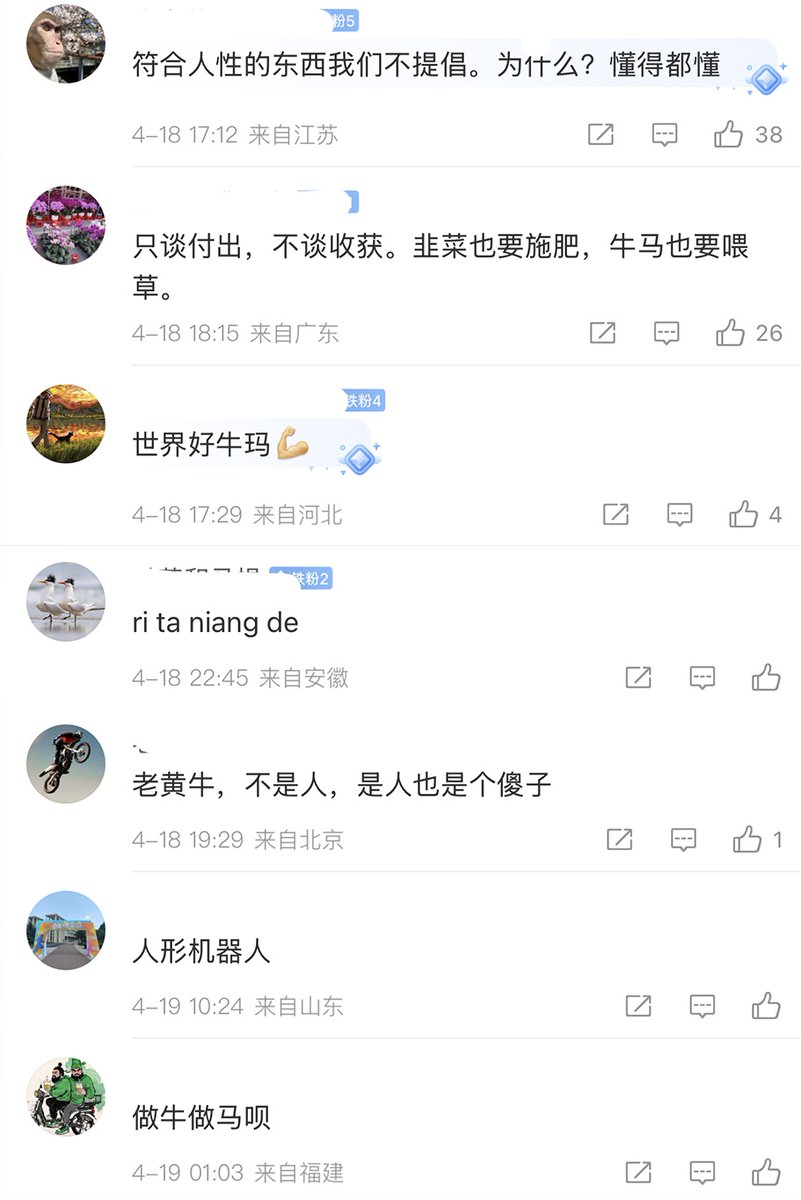 粉5
符合人性的东西我们不提倡。为什么？懂得都懂
4-18 17:12 来自江苏
38
只谈付出，不谈收获。韭菜也要施肥，牛马也要喂
草。
4-18 18:15 来自广东
26
铁粉4
世界好牛玛💪🏼
4-18 17:29 来自河北
4
铁粉2
ri ta niang de
4-18 22:45 来自安徽
老黄牛，不是人，是人也是个傻子
4-18 19:29 来自北京
1
人形机器人
4-19 10:24 来自山东
做牛做马呗
4-19 01:03 来自福建